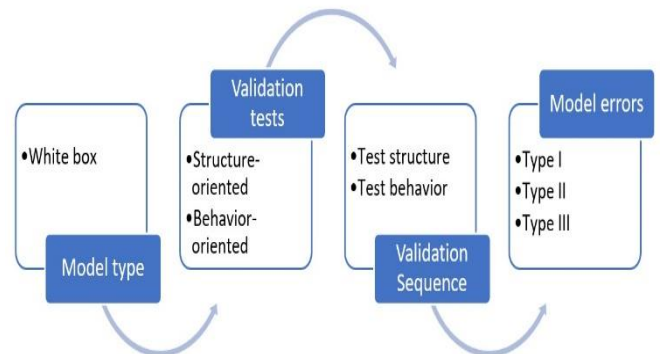 •White box
Model type
Validation
tests
•Structure-
oriented
•Behavior-
oriented
•Test structure
•Test behavior
Validation
Sequence
Model errors
•Type I
•Type II
•Type III